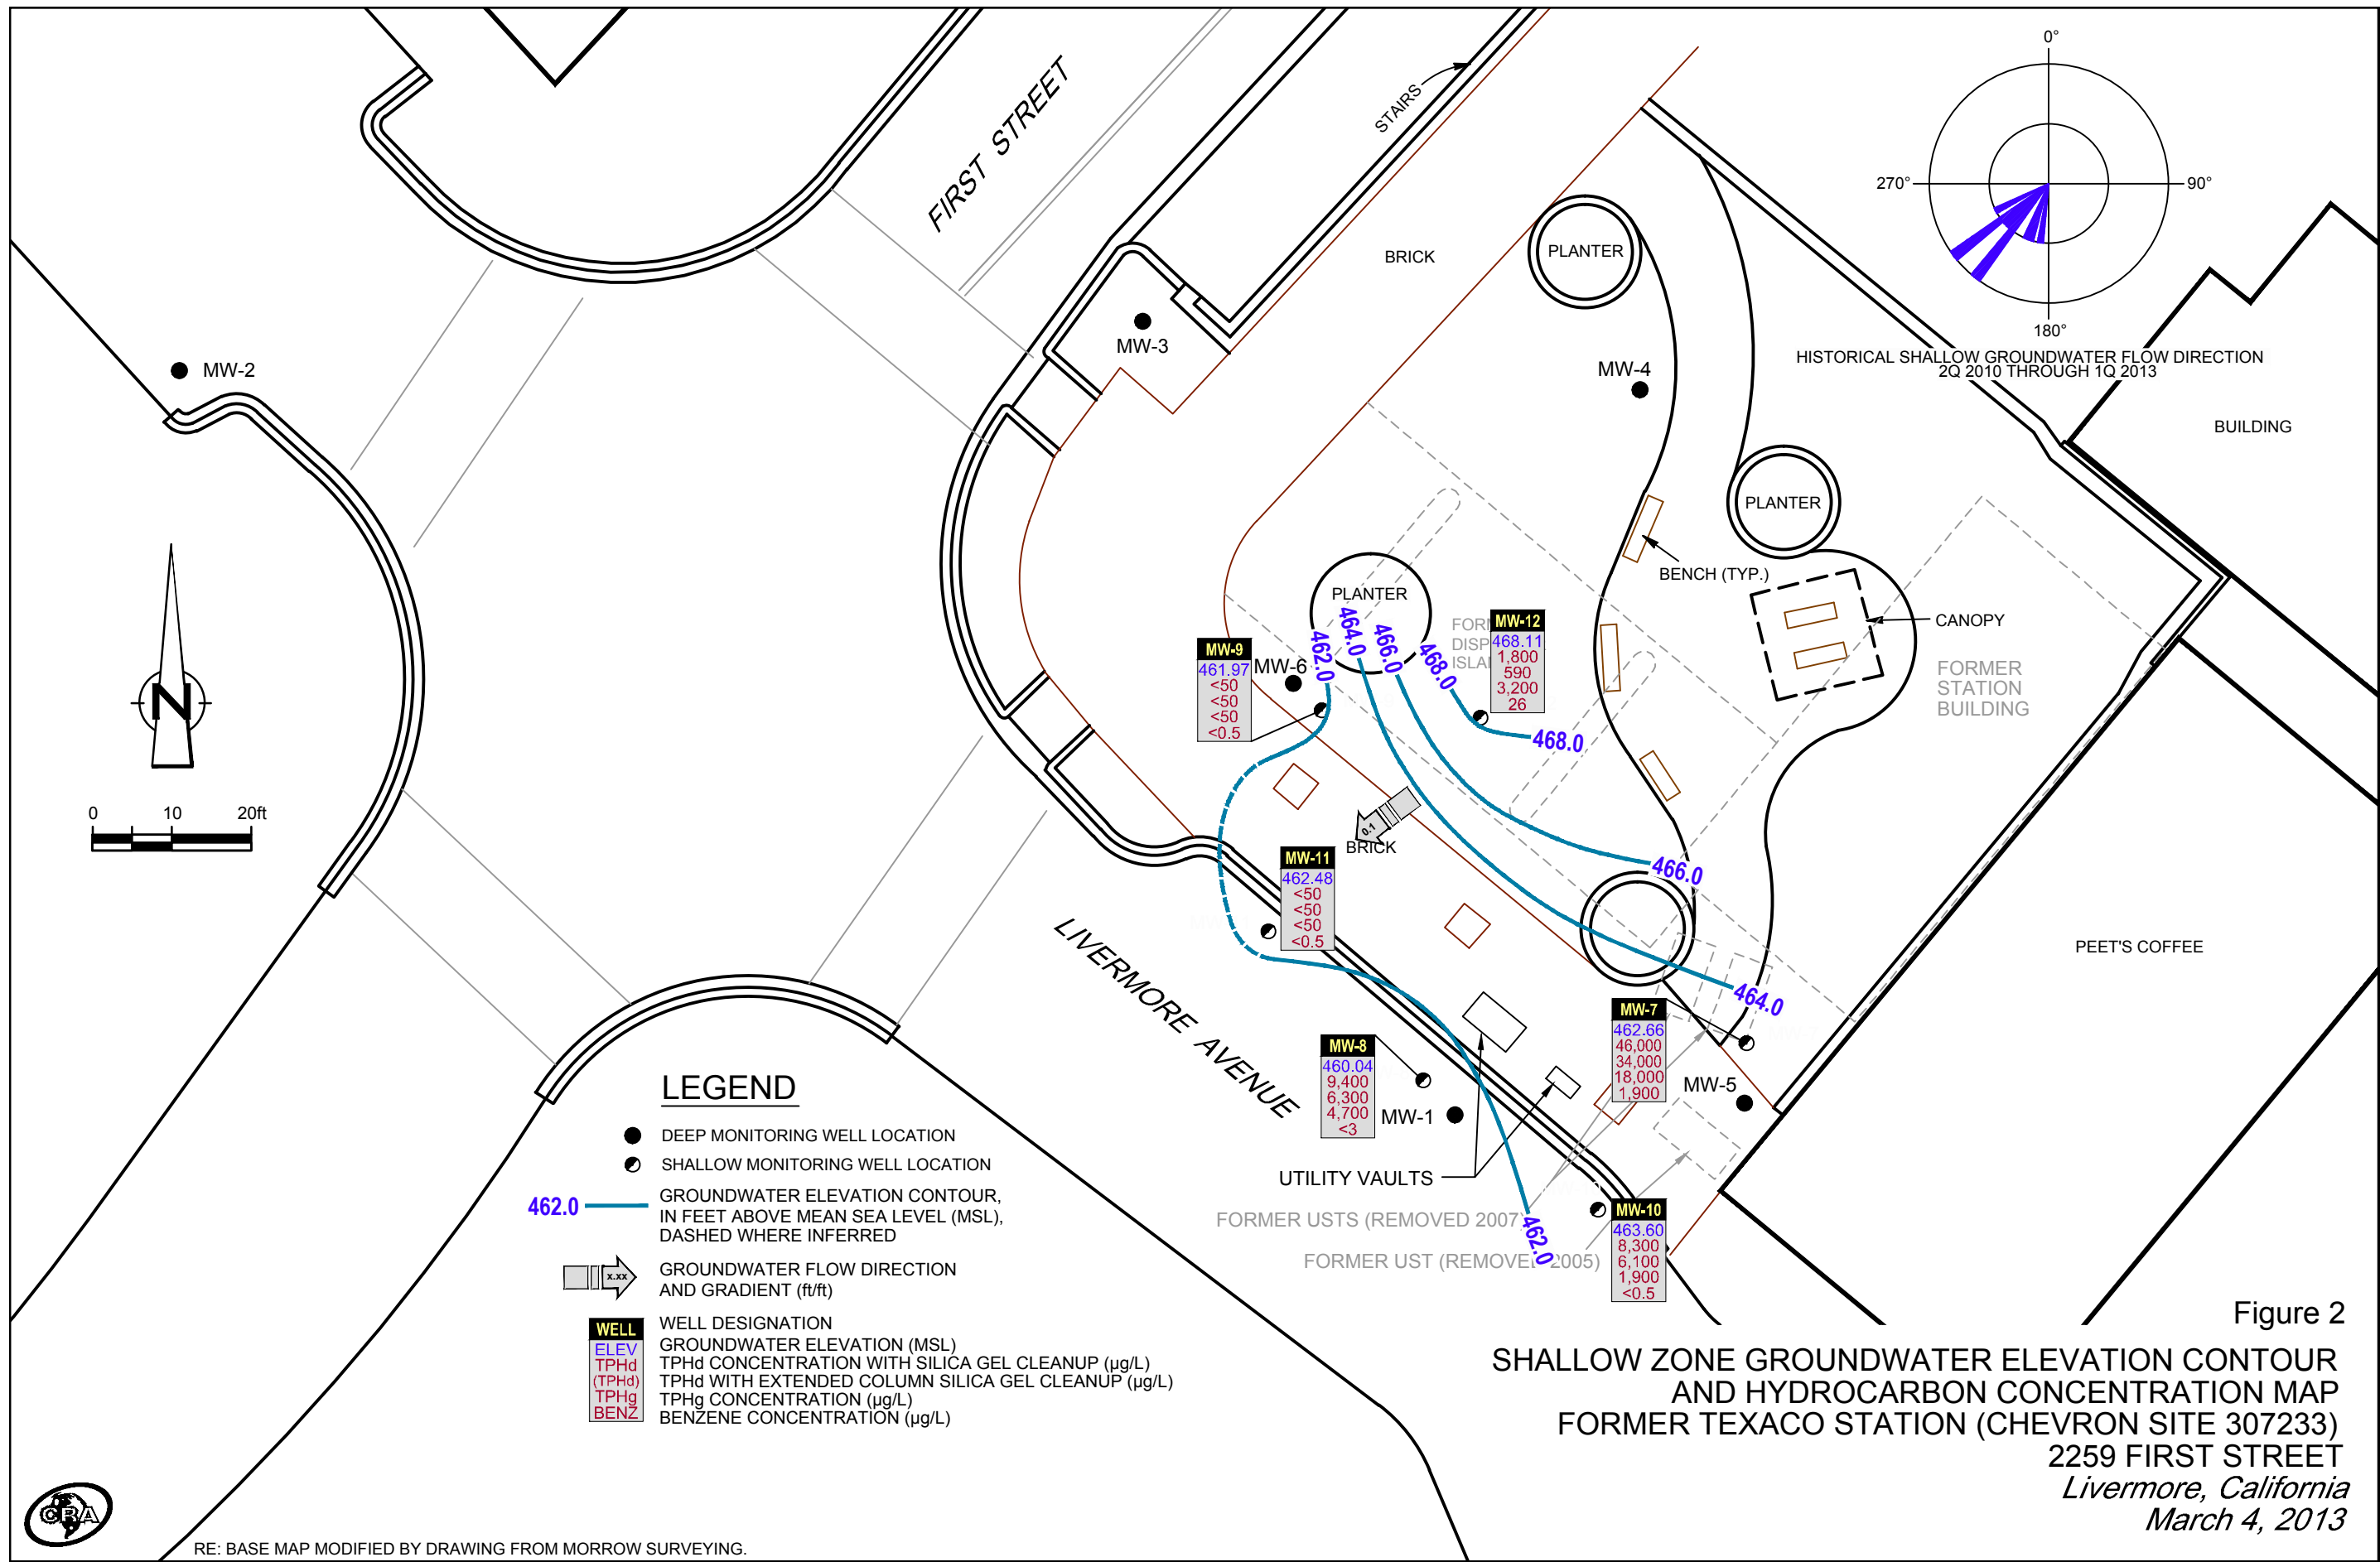 0°
270°
90°
180°
HISTORICAL SHALLOW GROUNDWATER FLOW DIRECTION
2Q 2010 THROUGH 1Q 2013
FIRST STREET
STAIRS
BRICK
PLANTER
MW-3
MW-2
MW-4
BUILDING
PLANTER
BENCH (TYP.)
PLANTER
CANOPY
FORMER
STATION
BUILDING
MW-12
468.11
1,800
590
3,200
26
MW-9
461.97
<50
<50
<50
<0.5
MW-6
462.0
464.0
466.0
468.0
468.0
N
0 10 20ft
0.1
BRICK
MW-11
462.48
<50
<50
<50
<0.5
466.0
464.0
LIVERMORE AVENUE
PEET'S COFFEE
MW-7
462.66
46,000
34,000
18,000
1,900
MW-5
MW-8
460.04
9,400
6,300
4,700
<3
MW-1
UTILITY VAULTS
FORMER USTS (REMOVED 2007
FORMER UST (REMOVED 2005)
462.0
MW-10
463.60
8,300
6,100
1,900
<0.5
LEGEND
DEEP MONITORING WELL LOCATION
SHALLOW MONITORING WELL LOCATION
462.0
GROUNDWATER ELEVATION CONTOUR,
IN FEET ABOVE MEAN SEA LEVEL (MSL),
DASHED WHERE INFERRED
x.xx
GROUNDWATER FLOW DIRECTION
AND GRADIENT (ft/ft)
WELL WELL DESIGNATION
ELEV GROUNDWATER ELEVATION (MSL)
TPHd TPHd CONCENTRATION WITH SILICA GEL CLEANUP (µg/L)
(TPHd) TPHd WITH EXTENDED COLUMN SILICA GEL CLEANUP (µg/L)
TPHg TPHg CONCENTRATION (µg/L)
BENZ BENZENE CONCENTRATION (µg/L)
Figure 2
SHALLOW ZONE GROUNDWATER ELEVATION CONTOUR
AND HYDROCARBON CONCENTRATION MAP
FORMER TEXACO STATION (CHEVRON SITE 307233)
2259 FIRST STREET
Livermore, California
March 4, 2013
CRA
RE: BASE MAP MODIFIED BY DRAWING FROM MORROW SURVEYING.